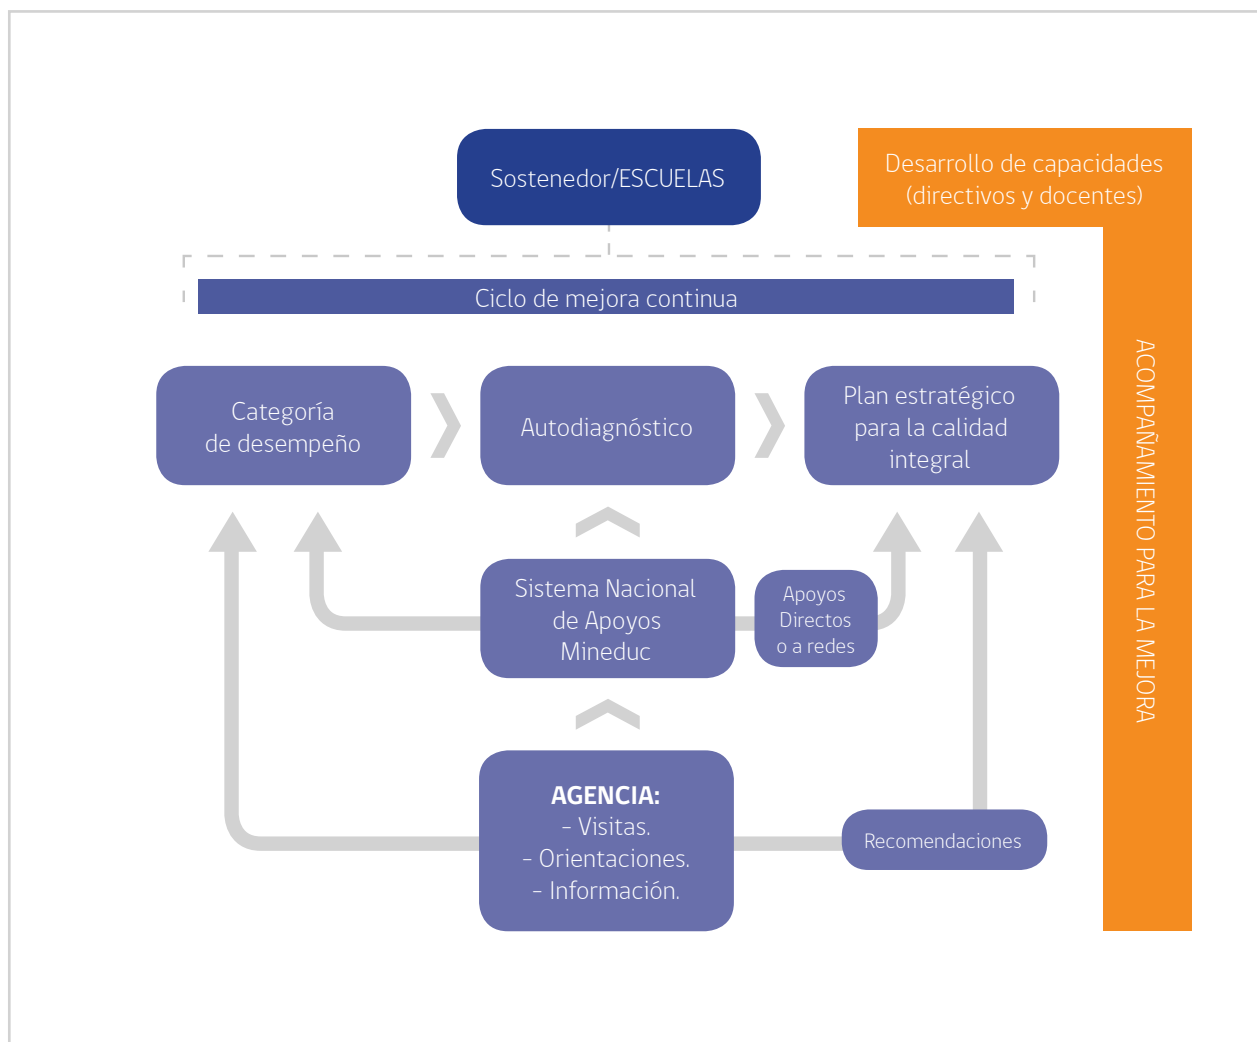 Sostenedor/ESCUELAS
Desarrollo de capacidades
(directivos y docentes)
Ciclo de mejora continua
Categoría
de desempeño
Autodiagnóstico
Plan estratégico
para la calidad
integral
ACOMPAÑAMIENTO PARA LA MEJORA
Sistema Nacional
de Apoyos
Mineduc
Apoyos
Directos
o a redes
AGENCIA:
- Visitas.
- Orientaciones.
- Información.
Recomendaciones